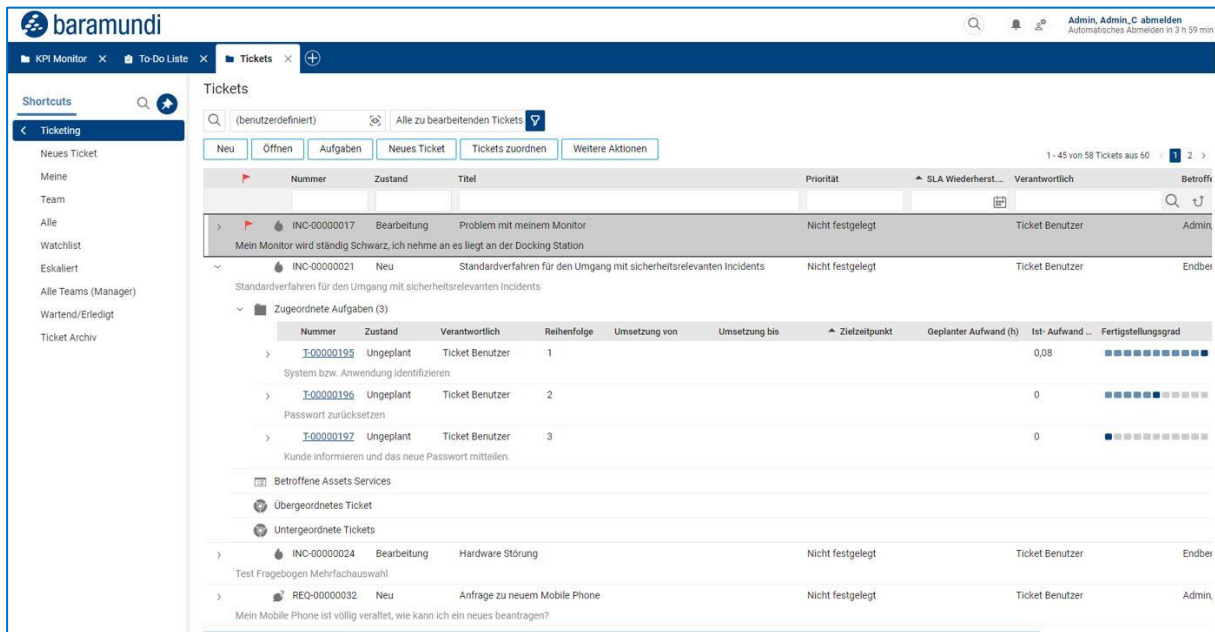 baramundi
Admin, Admin_C abmelden
Automatisches Abmelden in 3 h 59 min
KPI Monitor
To-Do Liste
Tickets
Shortcuts
Ticketing
Neues Ticket
Meine
Team
Alle
Watchlist
Eskaliert
Alle Teams (Manager)
Wartend/Erledigt
Ticket Archiv
Tickets
(benutzerdefiniert) Alle zu bearbeitenden Tickets
Neu Öffnen Aufgaben Neues Ticket Tickets zuordnen Weitere Aktionen
1 - 45 von 58 Tickets aus 60 < 1 2 >
Nummer Zustand Titel Priorität SLA Wiederherst.... Verantwortlich Betroffe
INC-00000017 Bearbeitung Problem mit meinem Monitor Nicht festgelegt Ticket Benutzer Admin,
Mein Monitor wird ständig Schwarz, ich nehme an es liegt an der Docking Station
INC-00000021 Neu Standardverfahren für den Umgang mit sicherheitsrelevanten Incidents Nicht festgelegt Ticket Benutzer Endber
Standardverfahren für den Umgang mit sicherheitsrelevanten Incidents
Zugeordnete Aufgaben (3)
Nummer Zustand Verantwortlich Reihenfolge Umsetzung von Umsetzung bis Zielzeitpunkt Geplanter Aufwand (h) Ist- Aufwand ... Fertigstellungsgrad
T-00000195 Ungeplant Ticket Benutzer 1 0,08
System bzw. Anwendung identifizieren
T-00000196 Ungeplant Ticket Benutzer 2 0
Passwort zurücksetzen
T-00000197 Ungeplant Ticket Benutzer 3 0
Kunde informieren und das neue Passwort mitteilen.
Betroffene Assets Services
Übergeordnetes Ticket
Untergeordnete Tickets
INC-00000024 Bearbeitung Hardware Störung Nicht festgelegt Ticket Benutzer Endber
Test Fragebogen Mehrfachauswahl
REQ-00000032 Neu Anfrage zu neuem Mobile Phone Nicht festgelegt Ticket Benutzer Admin,
Mein Mobile Phone ist völlig veraltet, wie kann ich ein neues beantragen?